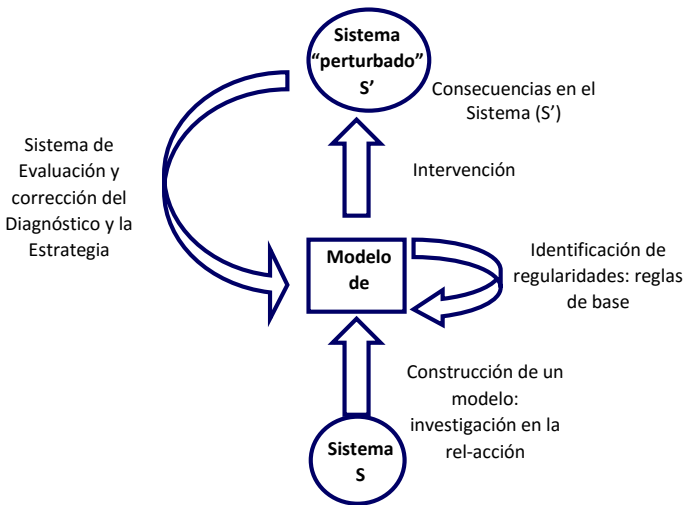 Sistema
“perturbado”
S’
Consecuencias en el
Sistema (S’)
Sistema de
Evaluación y
corrección del
Diagnóstico y la
Estrategia
Intervención
Modelo
de
Identificación de
regularidades: reglas
de base
Construcción de un
modelo:
investigación en la
rel-acción
Sistema
S